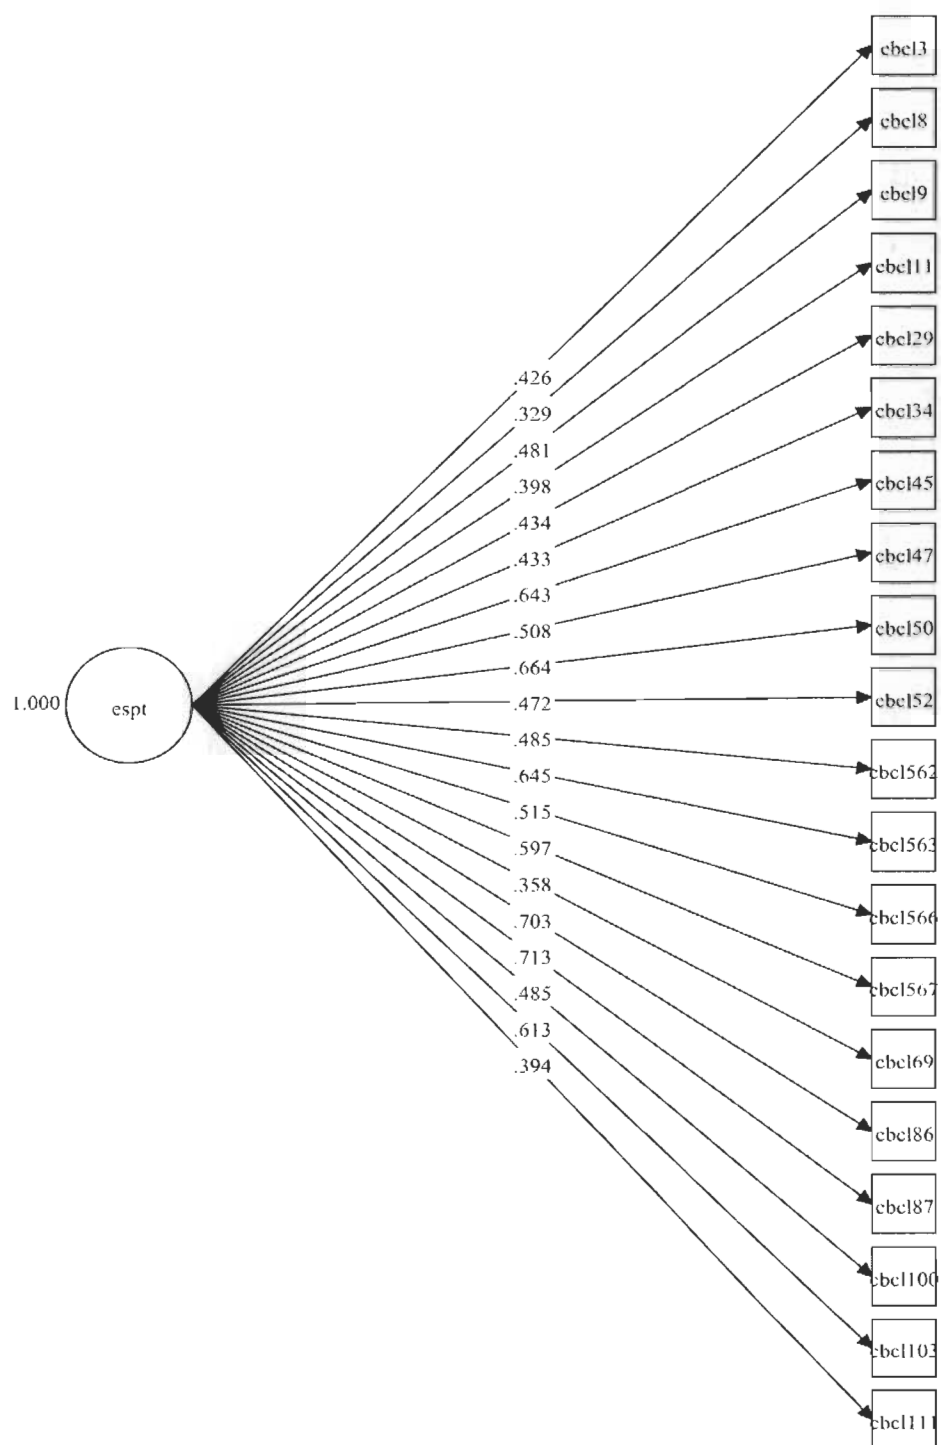 cbcl3
cbcl8
cbcl9
cbcl11
cbcl29
.426
.329
cbcl34
.481
cbcl45
.398
.434
cbcl47
.433
.643
cbcl50
.508
.664
cbcl52
1.000
espt
.472
.485
cbcl562
.645
.515
cbcl563
.597
.358
cbcl566
.703
.713
cbcl567
.485
.613
cbcl69
.394
cbcl86
cbcl87
cbcl100
cbcl103
cbcl111